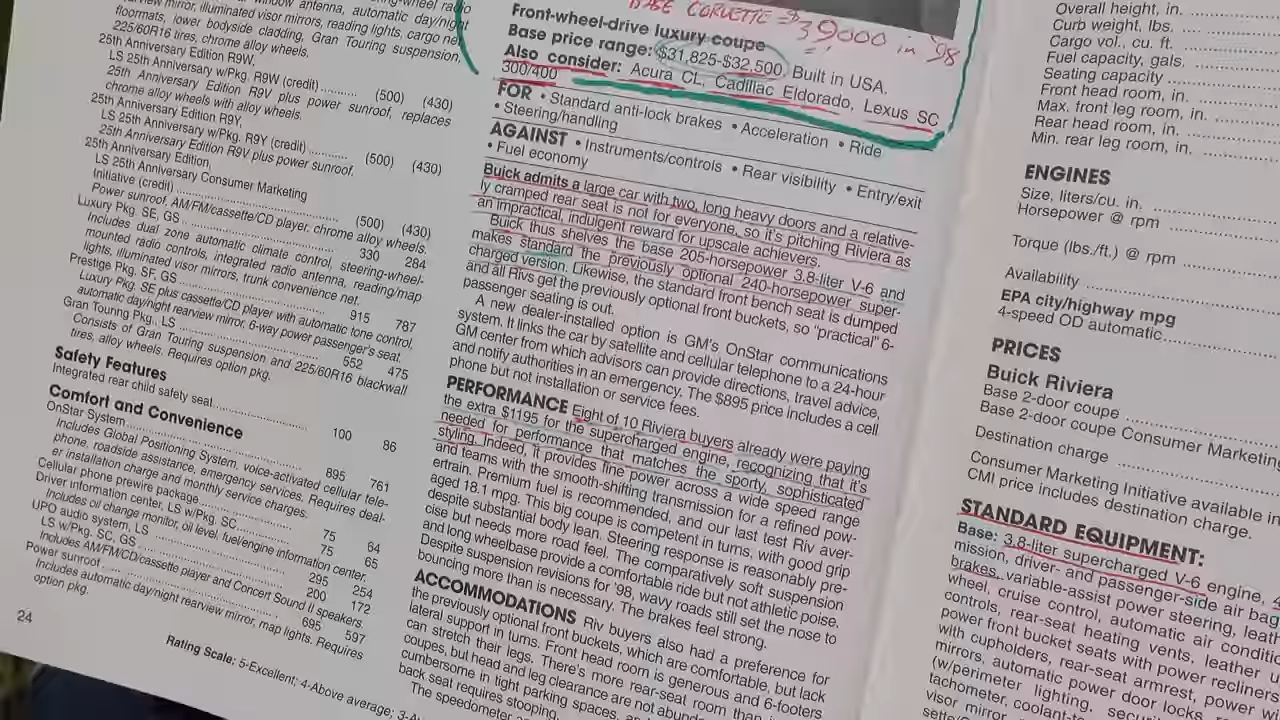 window antenna, automatic day/night
rearview mirror, illuminated visor mirrors, reading lights, cargo net,
floormats, lower bodyside cladding, Gran Touring suspension,
225/60R16 tires, chrome alloy wheels.
25th Anniversary Edition R9W,
LS 25th Anniversary w/Pkg. R9W (credit) (500) (430)
25th Anniversary Edition R9V plus power sunroof, replaces
chrome alloy wheels with alloy wheels.
25th Anniversary Edition R9Y,
LS 25th Anniversary w/Pkg. R9Y (credit) (500) (430)
25th Anniversary Edition R9V plus power sunroof.
25th Anniversary Edition,
LS 25th Anniversary Consumer Marketing
Initiative (credit) (500) (430)
Power sunroof, AM/FM/cassette/CD player, chrome alloy wheels.
Luxury Pkg. SE, GS 330 284
Includes dual zone automatic climate control, steering-wheel-
mounted radio controls, integrated radio antenna, reading/map
lights, illuminated visor mirrors, trunk convenience net.
Prestige Pkg. SF, GS 915 787
Luxury Pkg. SE plus cassette/CD player with automatic tone control,
automatic day/night rearview mirror, 6-way power passenger's seat.
Gran Touring Pkg., LS 552 475
Consists of Gran Touring suspension and 225/60R16 blackwall
tires, alloy wheels. Requires option pkg.
Safety Features
Integrated rear child safety seat 100 86
Comfort and Convenience
OnStar System 895 761
Includes Global Positioning System, voice-activated cellular tele-
phone, roadside assistance, emergency services. Requires deal-
er installation charge and monthly service charges.
Cellular phone prewire package 75 64
Driver information center, LS w/Pkg. SC 75 65
Includes oil change monitor, oil level, fuel/engine information center.
UPO audio system, LS 295 254
LS w/Pkg. SC, GS 200 172
Includes AM/FM/CD/cassette player and Concert Sound II speakers.
Power sunroof 695 597
Includes automatic day/night rearview mirror, map lights. Requires
option pkg.
24
Rating Scale: 5-Excellent; 4-Above average;
BASE CORVETTE = $39000 in '98
Front-wheel-drive luxury coupe
Base price range: $31,825-$32,500 Built in USA.
Also consider: Acura CL, Cadillac Eldorado, Lexus SC
300/400
FOR • Standard anti-lock brakes • Acceleration • Ride
• Steering/handling
AGAINST • Instruments/controls • Rear visibility • Entry/exit
• Fuel economy
Buick admits a large car with two, long heavy doors and a relative-
ly cramped rear seat is not for everyone, so it's pitching Riviera as
an impractical, indulgent reward for upscale achievers.
Buick thus shelves the base 205-horsepower 3.8-liter V-6 and
makes standard the previously optional 240-horsepower super-
charged version. Likewise, the standard front bench seat is dumped
and all Rivs get the previously optional front buckets, so "practical" 6-
passenger seating is out.
A new dealer-installed option is GM's OnStar communications
system. It links the car by satellite and cellular telephone to a 24-hour
GM center from which advisors can provide directions, travel advice,
and notify authorities in an emergency. The $895 price includes a cell
phone but not installation or service fees.
PERFORMANCE Eight of 10 Riviera buyers already were paying
the extra $1195 for the supercharged engine, recognizing that it's
needed for performance that matches the sporty, sophisticated
styling. Indeed, it provides fine power across a wide speed range
and teams with the smooth-shifting transmission for a refined pow-
ertrain. Premium fuel is recommended, and our last test Riv aver-
aged 18.1 mpg. This big coupe is competent in turns, with good grip
despite substantial body lean. Steering response is reasonably pre-
cise but needs more road feel. The comparatively soft suspension
and long wheelbase provide a comfortable ride but not athletic poise.
Despite suspension revisions for '98, wavy roads still set the nose to
bouncing more than is necessary. The brakes feel strong.
ACCOMMODATIONS Riv buyers also had a preference for
the previously optional front buckets, which are comfortable, but lack
lateral support in turns. Front head room is generous and 6-footers
can stretch their legs. There's more rear-seat room than in
coupes, but head and leg clearance are not abun
cumbersome in tight parking spaces,
back seat requires stooping.
The speedometer
Overall height, in.
Curb weight, lbs.
Cargo vol., cu. ft.
Fuel capacity, gals.
Seating capacity
Front head room, in.
Max. front leg room, in.
Rear head room, in.
Min. rear leg room, in.
ENGINES
Size, liters/cu. in.
Horsepower @ rpm
Torque (lbs./ft.) @ rpm
Availability
EPA city/highway mpg
4-speed OD automatic
PRICES
Buick Riviera
Base 2-door coupe
Base 2-door coupe Consumer Marketing
Destination charge
Consumer Marketing Initiative available in
CMI price includes destination charge.
STANDARD EQUIPMENT:
Base: 3.8-liter supercharged V-6 engine, 4
mission, driver- and passenger-side air bag
brakes, variable-assist power steering, leath
wheel, cruise control, automatic air conditio
controls, rear-seat heating vents, leather u
power front bucket seats with power recliners
with cupholders, rear-seat armrest, power wi
mirrors, automatic power door locks,
(w/perimeter lighting, security
tachometer, coolant-te
visor mirror